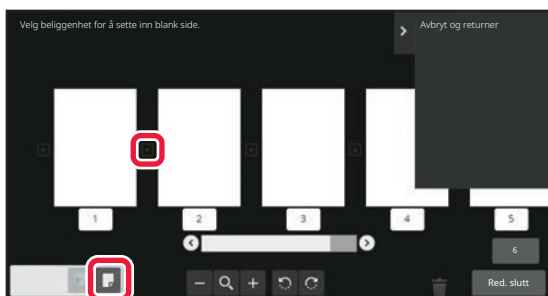 Velg beliggenhet for å sette inn blank side.
Avbryt og returner
1
2
3
4
5
6
Red. slutt